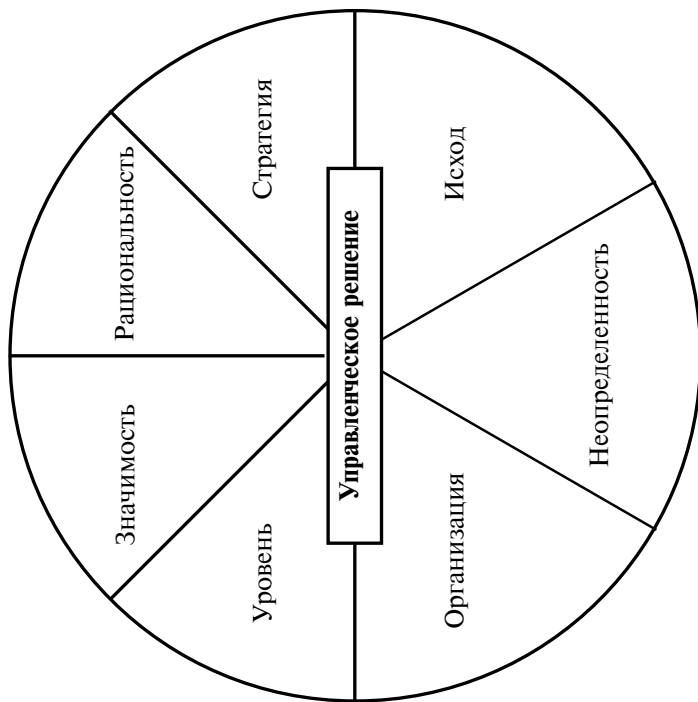 Значимость
Рациональность
Уровень
Стратегия
Управленческое решение
Организация
Исход
Неопределенность